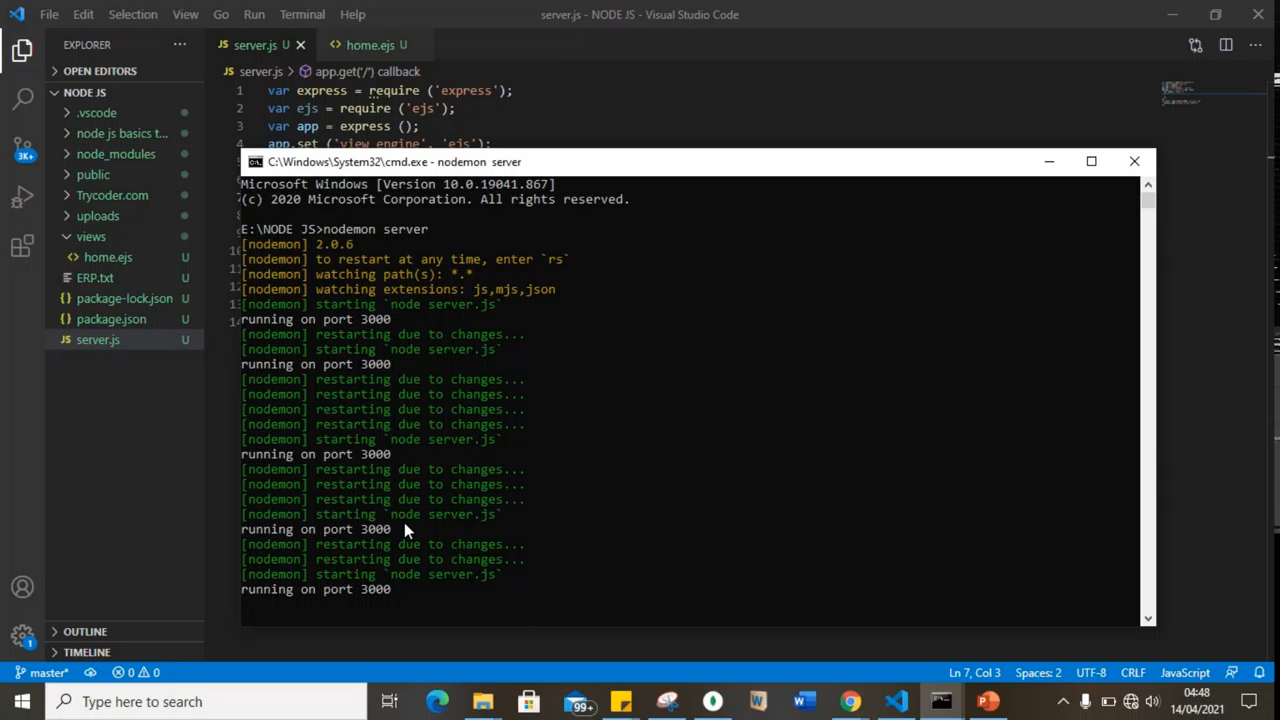 File Edit Selection View Go Run Terminal Help
server.js - NODE JS - Visual Studio Code
EXPLORER
OPEN EDITORS
NODE JS
.vscode
node js basics t...
node_modules
public
Trycoder.com
uploads
views
home.ejs U
ERP.txt U
package-lock.json U
package.json U
server.js U
OUTLINE
TIMELINE
3K+
1
server.js U
home.ejs U
server.js > app.get('/') callback
1 var express = require ('express');
2 var ejs = require ('ejs');
3 var app = express ();
4 app.set ('view engine', 'ejs');
C:\Windows\System32\cmd.exe - nodemon server
Microsoft Windows [Version 10.0.19041.867]
(c) 2020 Microsoft Corporation. All rights reserved.
E:\NODE JS>nodemon server
[nodemon] 2.0.6
[nodemon] to restart at any time, enter `rs`
[nodemon] watching path(s): *.*
[nodemon] watching extensions: js,mjs,json
[nodemon] starting `node server.js`
running on port 3000
[nodemon] restarting due to changes...
[nodemon] starting `node server.js`
running on port 3000
[nodemon] restarting due to changes...
[nodemon] restarting due to changes...
[nodemon] restarting due to changes...
[nodemon] restarting due to changes...
[nodemon] starting `node server.js`
running on port 3000
[nodemon] restarting due to changes...
[nodemon] restarting due to changes...
[nodemon] restarting due to changes...
[nodemon] starting `node server.js`
running on port 3000
[nodemon] restarting due to changes...
[nodemon] restarting due to changes...
[nodemon] starting `node server.js`
running on port 3000
master* 0 0
Ln 7, Col 3 Spaces: 2 UTF-8 CRLF JavaScript
Type here to search
99+
04:48
14/04/2021